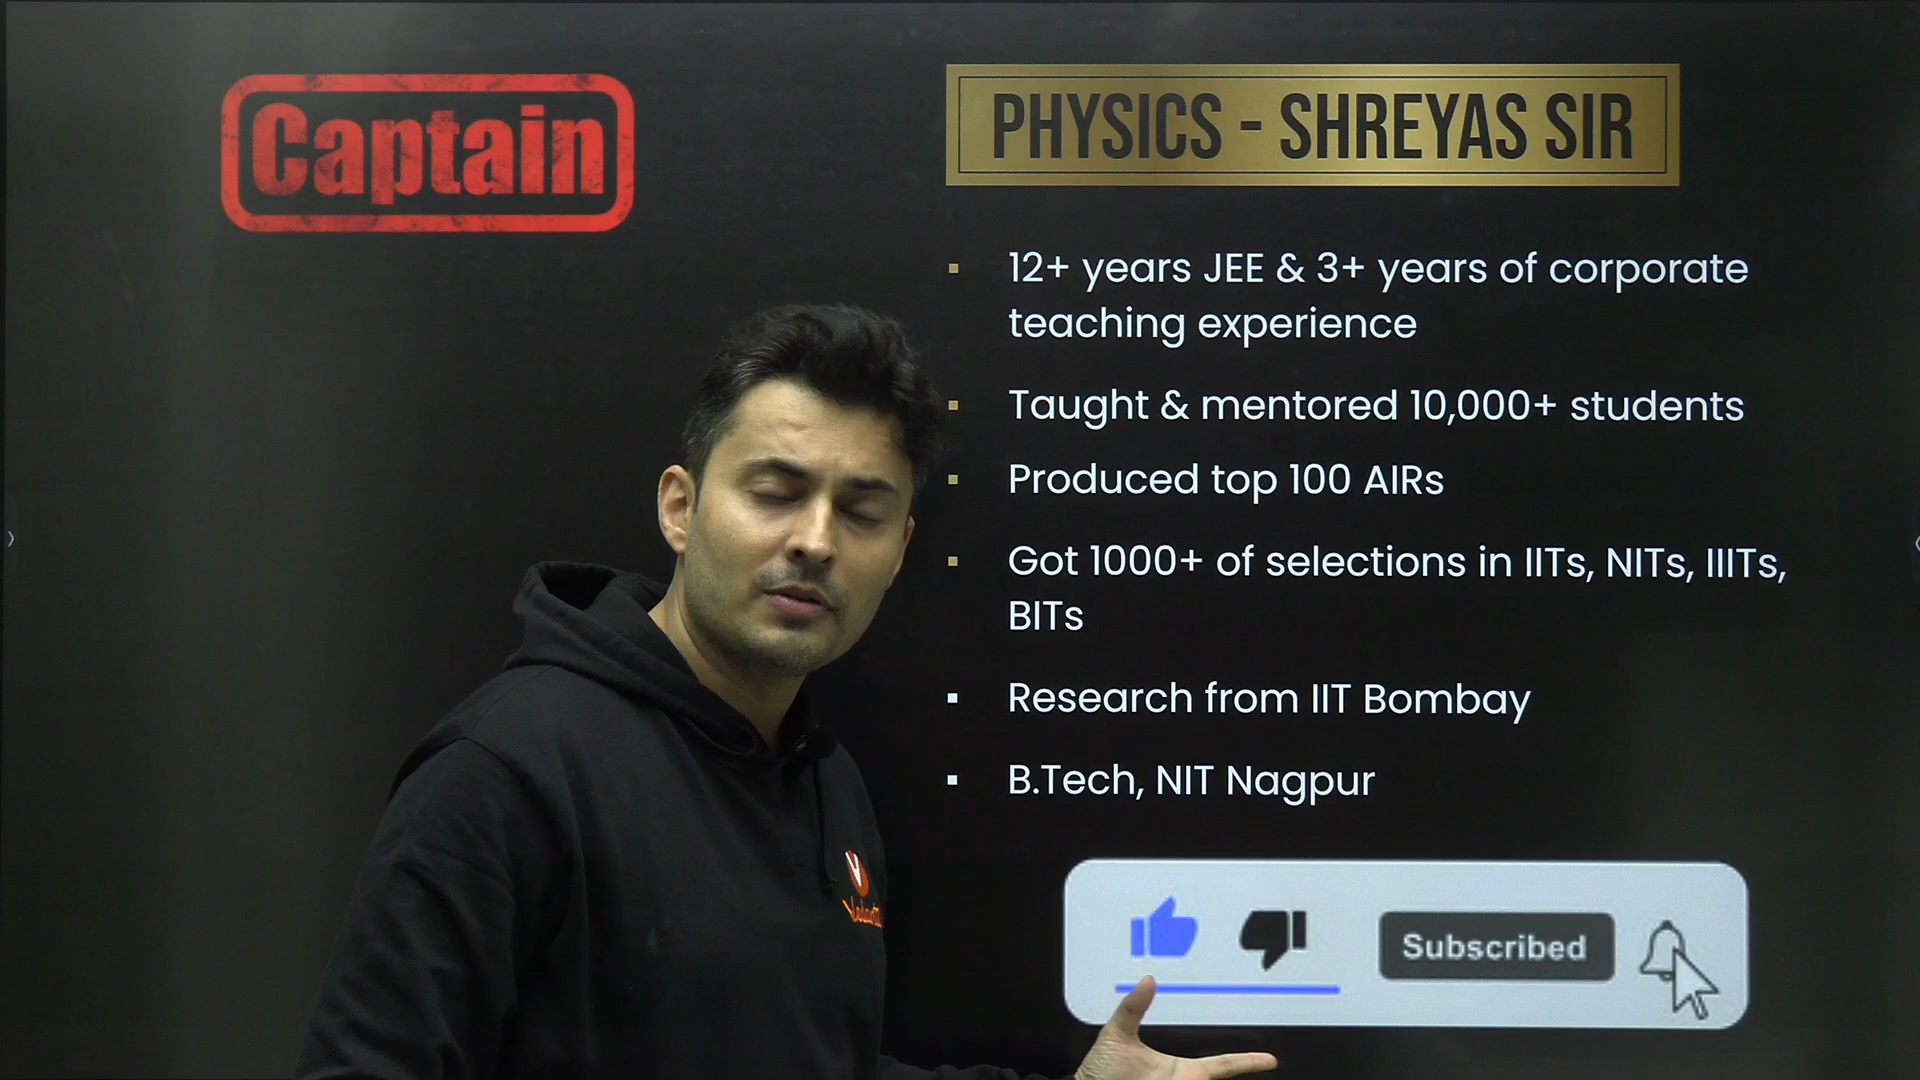 Captain
PHYSICS - SHREYAS SIR
12+ years JEE & 3+ years of corporate
teaching experience
Taught & mentored 10,000+ students
Produced top 100 AIRs
Got 1000+ of selections in IITs, NITs, IIITs,
BITs
Research from IIT Bombay
B.Tech, NIT Nagpur
Subscribed